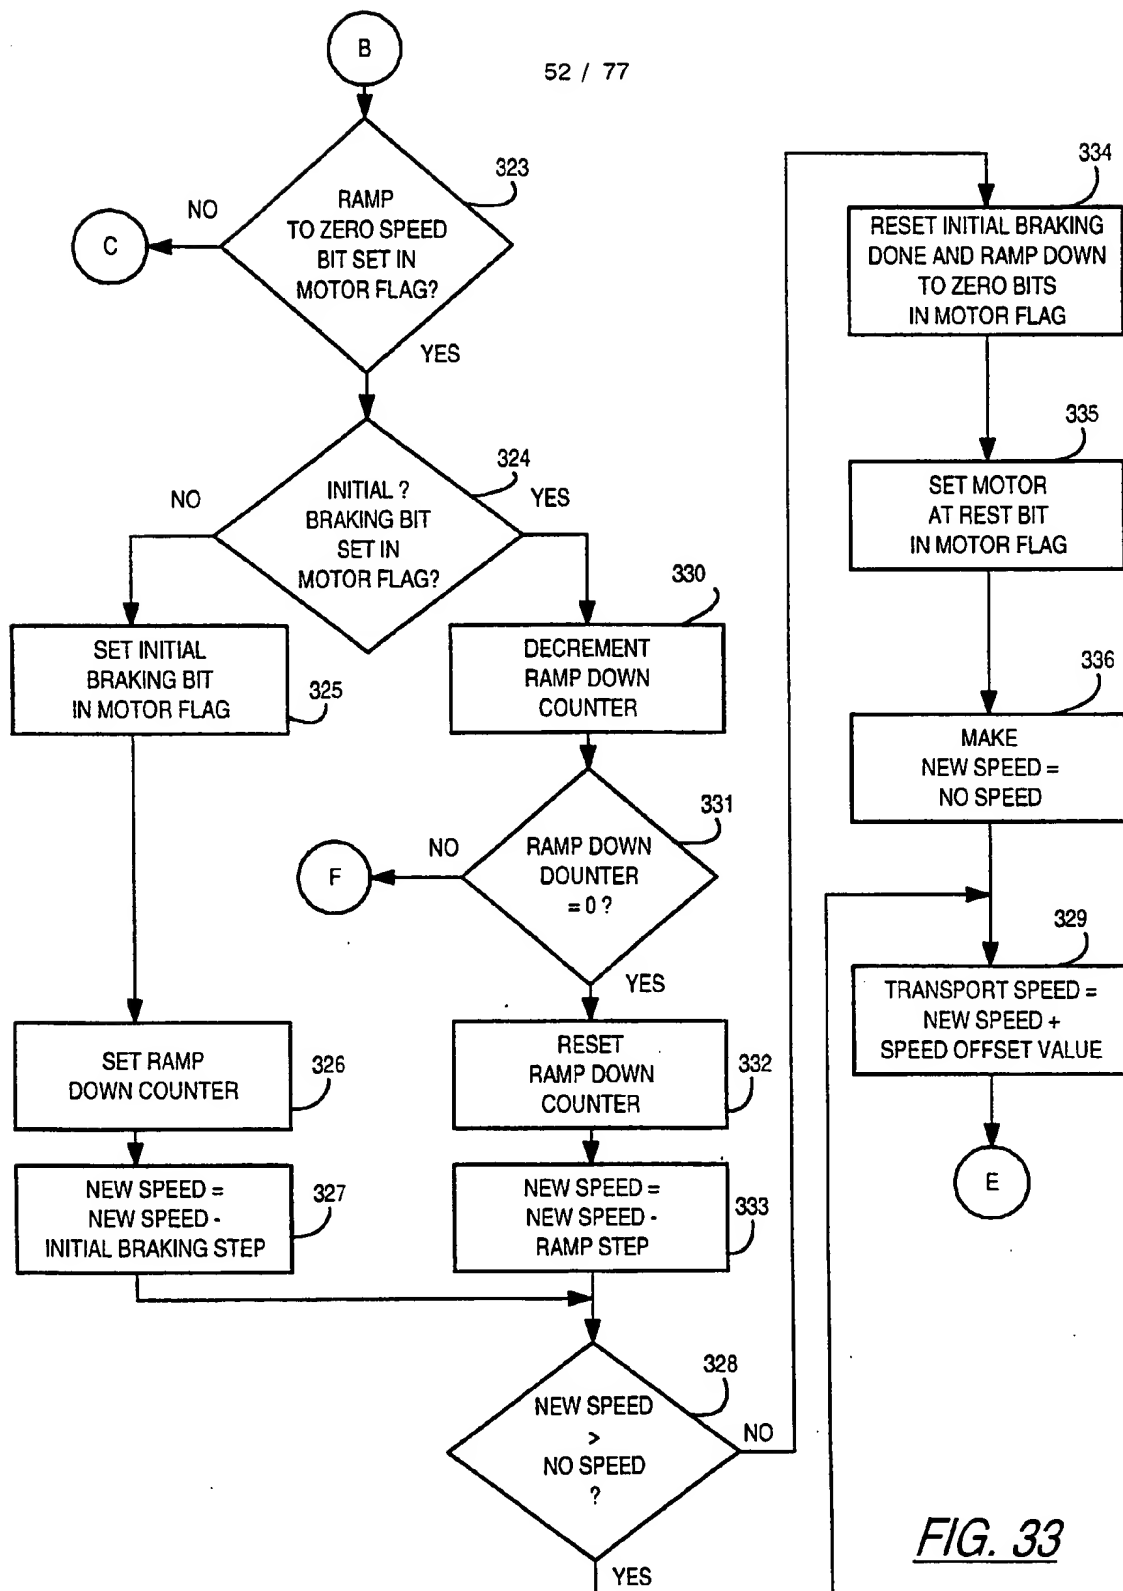 B
52 / 77
323
RAMP
TO ZERO SPEED
BIT SET IN
MOTOR FLAG?
NO
C
YES
324
INITIAL ?
BRAKING BIT
SET IN
MOTOR FLAG?
NO
YES
SET INITIAL
BRAKING BIT
IN MOTOR FLAG
325
330
DECREMENT
RAMP DOWN
COUNTER
331
RAMP DOWN
DOUNTER
= 0 ?
NO
F
YES
SET RAMP
DOWN COUNTER
326
RESET
RAMP DOWN
COUNTER
332
NEW SPEED =
NEW SPEED -
INITIAL BRAKING STEP
327
NEW SPEED =
NEW SPEED -
RAMP STEP
333
328
NEW SPEED
>
NO SPEED
?
NO
YES
334
RESET INITIAL BRAKING
DONE AND RAMP DOWN
TO ZERO BITS
IN MOTOR FLAG
335
SET MOTOR
AT REST BIT
IN MOTOR FLAG
336
MAKE
NEW SPEED =
NO SPEED
329
TRANSPORT SPEED =
NEW SPEED +
SPEED OFFSET VALUE
E
FIG. 33